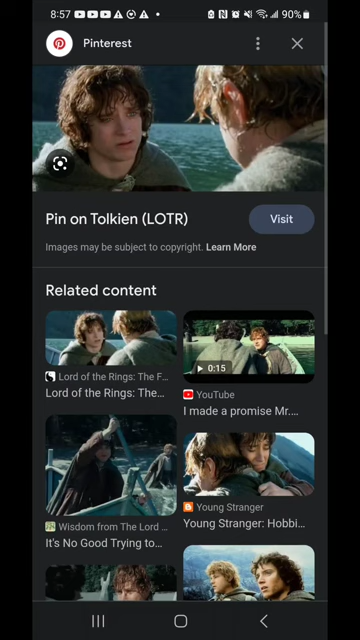 8:57
90%
Pinterest
Pin on Tolkien (LOTR)
Visit
Images may be subject to copyright. Learn More
Related content
0:15
Lord of the Rings: The F...
Lord of the Rings: The...
YouTube
I made a promise Mr....
Young Stranger
Young Stranger: Hobbi...
Wisdom from The Lord ...
It's No Good Trying to...